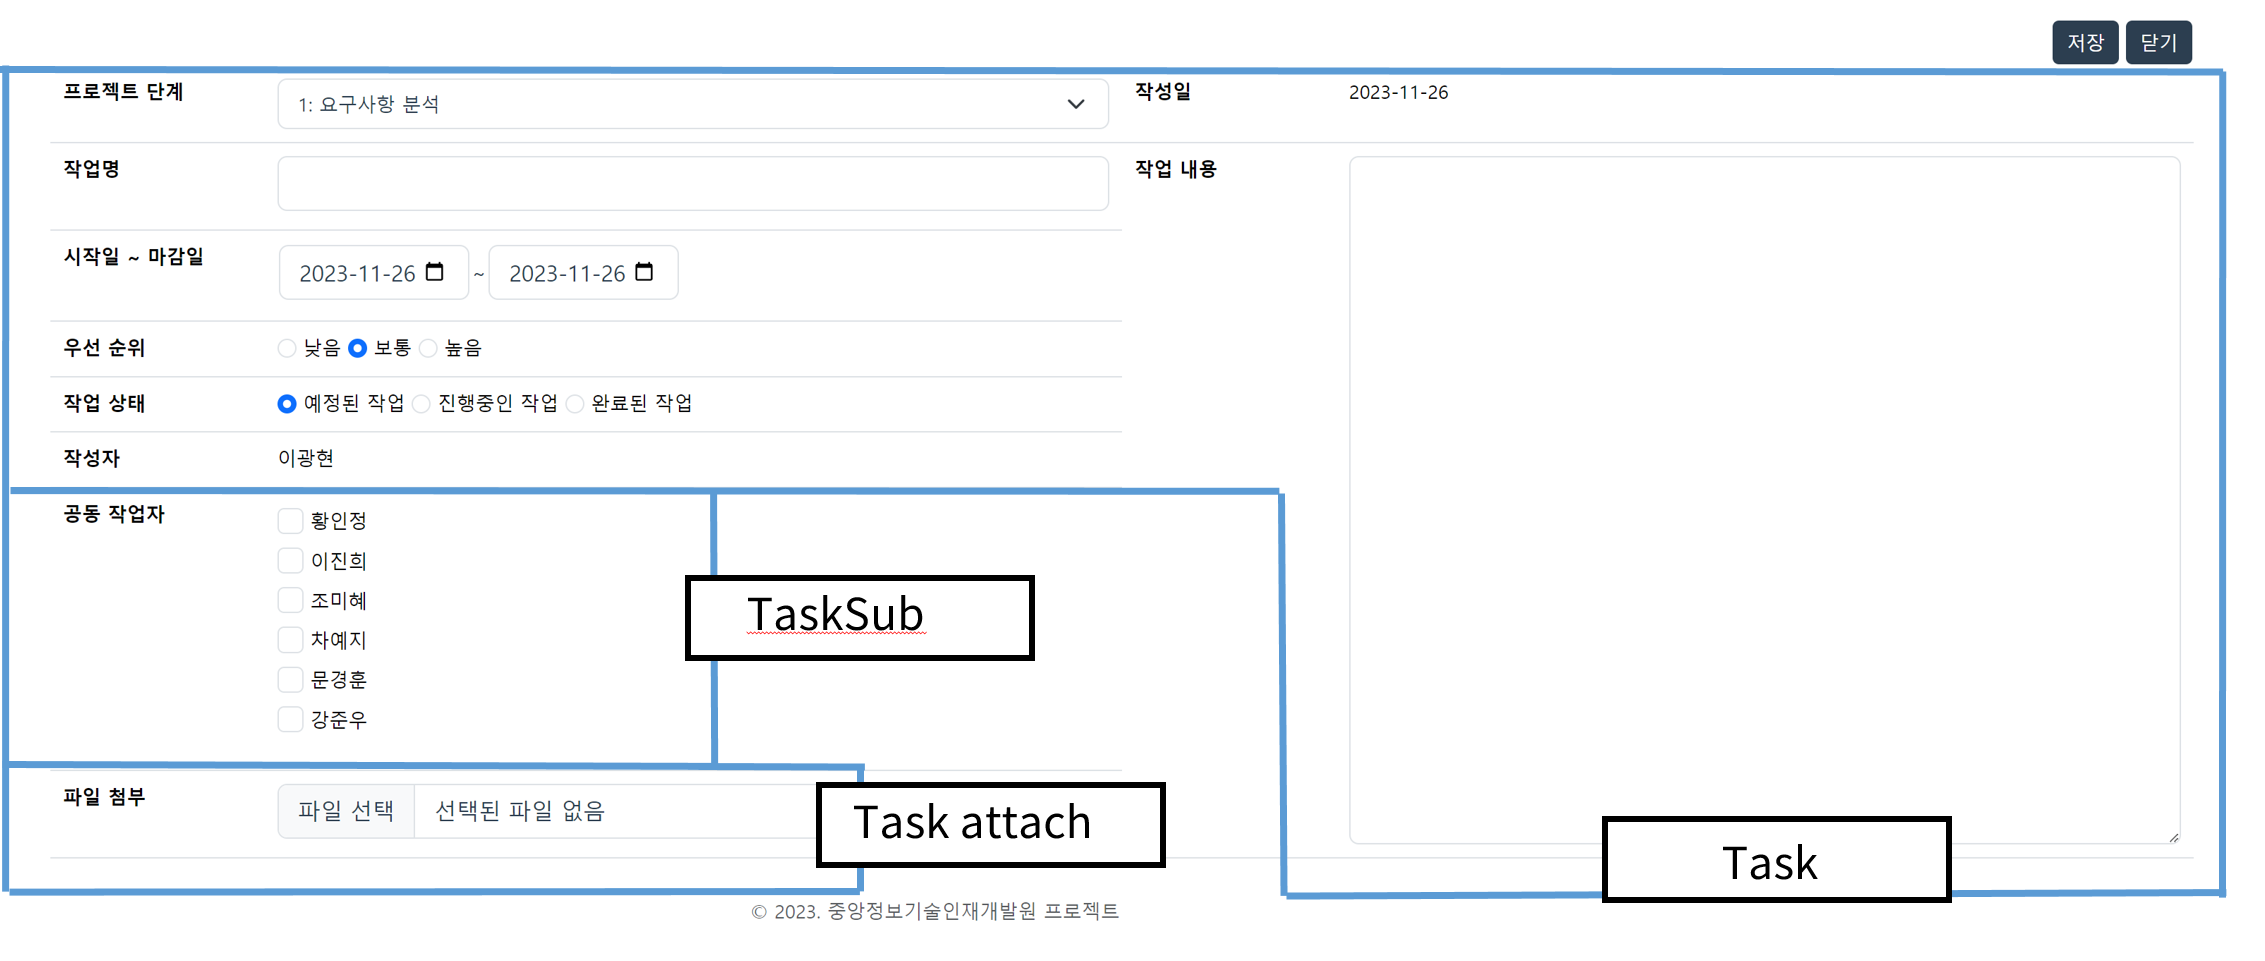 저장 닫기
프로젝트 단계 1: 요구사항 분석 작성일 2023-11-26
작업명 작업 내용
시작일 ~ 마감일 2023-11-26 ~ 2023-11-26
우선 순위 낮음 보통 높음
작업 상태 예정된 작업 진행중인 작업 완료된 작업
작성자 이광현
공동 작업자 황인정
이진희
조미혜
차예지
문경훈
강준우
TaskSub
파일 첨부 파일 선택 선택된 파일 없음
Task attach
Task
© 2023. 중앙정보기술인재개발원 프로젝트